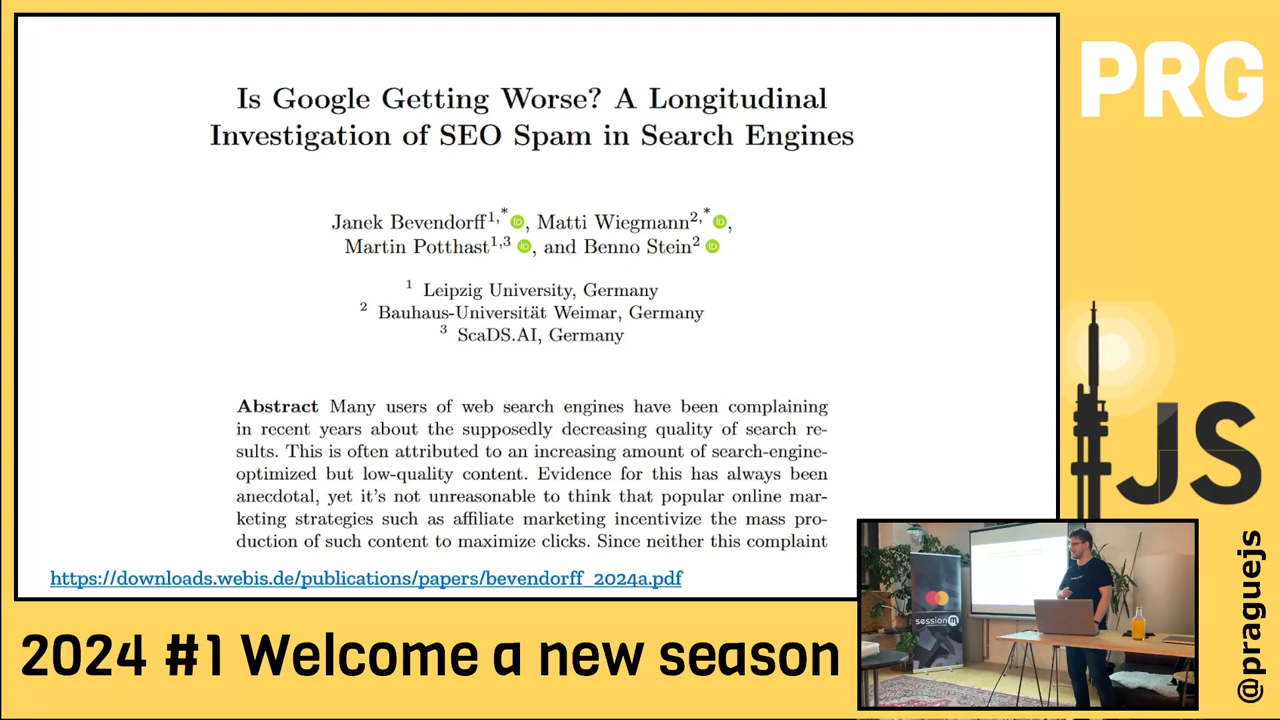 Is Google Getting Worse? A Longitudinal
Investigation of SEO Spam in Search Engines
Janek Bevendorff1,* iD, Matti Wiegmann2,* iD,
Martin Potthast1,3 iD, and Benno Stein2 iD
1 Leipzig University, Germany
2 Bauhaus-Universität Weimar, Germany
3 ScaDS.AI, Germany
Abstract Many users of web search engines have been complaining
in recent years about the supposedly decreasing quality of search re-
sults. This is often attributed to an increasing amount of search-engine-
optimized but low-quality content. Evidence for this has always been
anecdotal, yet it's not unreasonable to think that popular online mar-
keting strategies such as affiliate marketing incentivize the mass pro-
duction of such content to maximize clicks. Since neither this complaint
https://downloads.webis.de/publications/papers/bevendorff_2024a.pdf
2024 #1 Welcome a new season
PRG
JS
@praguejs
sessionm